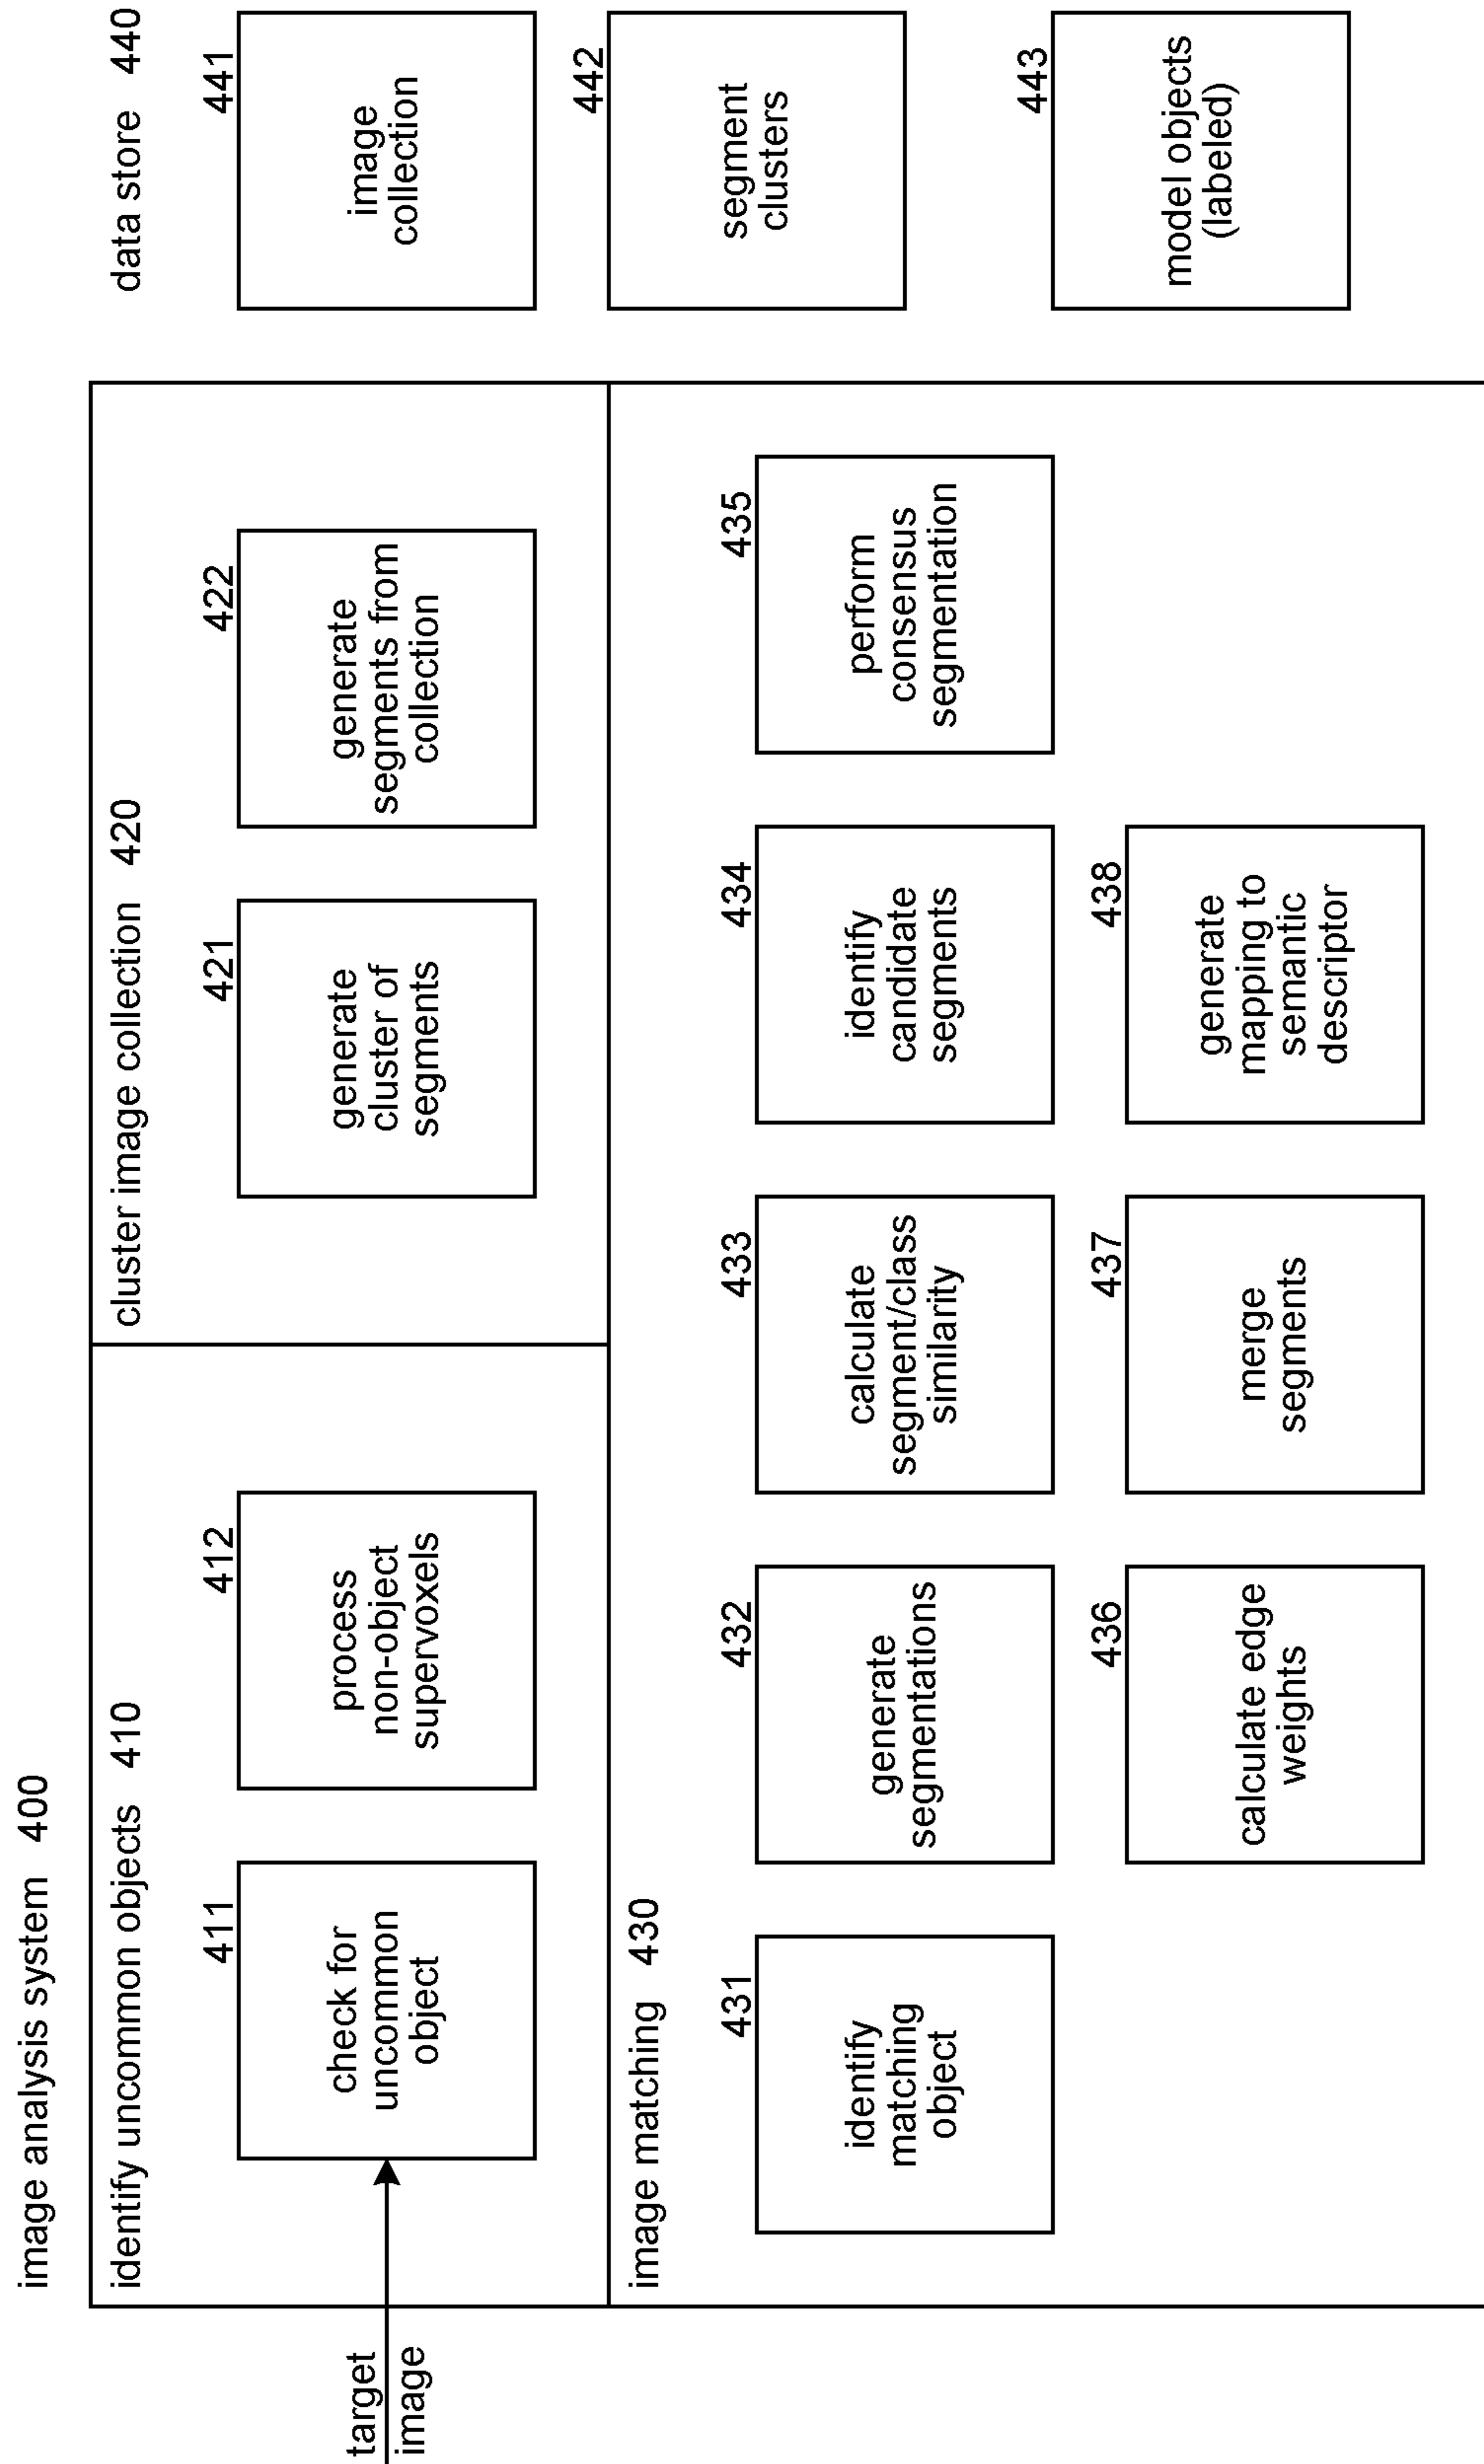 image analysis system 400
identify uncommon objects 410
target
image
411
check for
uncommon
object
412
process
non-object
supervoxels
cluster image collection 420
421
generate
cluster of
segments
422
generate
segments from
collection
image matching 430
431
identify
matching
object
432
generate
segmentations
433
calculate
segment/class
similarity
434
identify
candidate
segments
435
perform
consensus
segmentation
436
calculate edge
weights
437
merge
segments
438
generate
mapping to
semantic
descriptor
data store 440
441
image
collection
442
segment
clusters
443
model objects
(labeled)